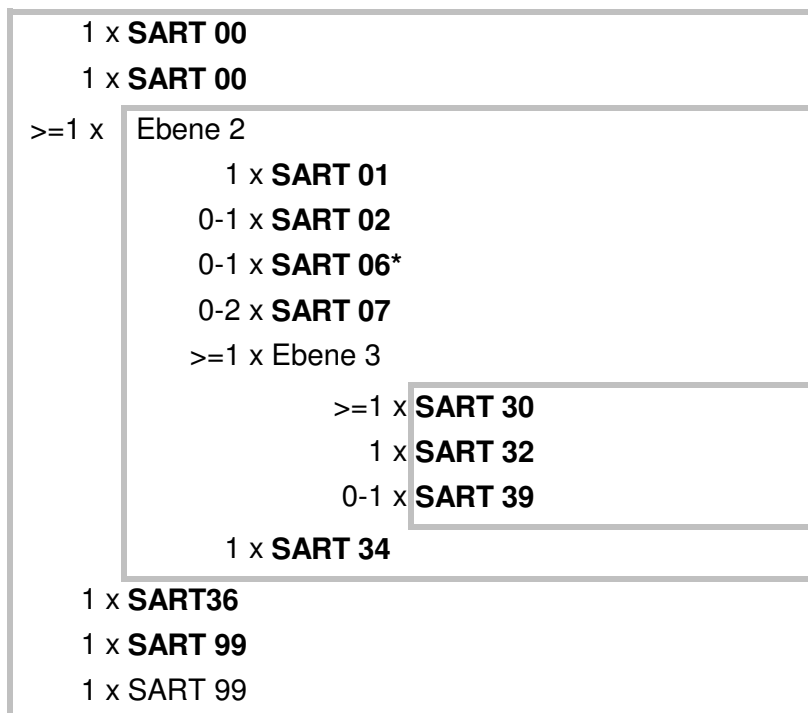 1 x SART 00
1 x SART 00
>=1 x Ebene 2
1 x SART 01
0-1 x SART 02
0-1 x SART 06*
0-2 x SART 07
>=1 x Ebene 3
>=1 x SART 30
1 x SART 32
0-1 x SART 39
1 x SART 34
1 x SART36
1 x SART 99
1 x SART 99